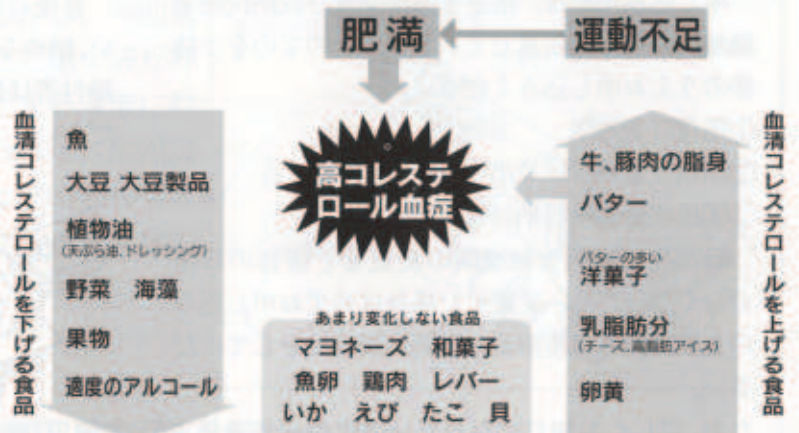 肥満
運動不足
高コレステ
ロール血症
血清コレステロールを下げる食品
魚
大豆 大豆製品
植物油
(天ぷら油、ドレッシング)
野菜 海藻
果物
適度のアルコール
あまり変化しない食品
マヨネーズ 和菓子
魚卵 鶏肉 レバー
いか えび たこ 貝
牛、豚肉の脂身
バター
バターの多い
洋菓子
乳脂肪分
(チーズ、高脂肪アイス)
卵黄
血清コレステロールを上げる食品